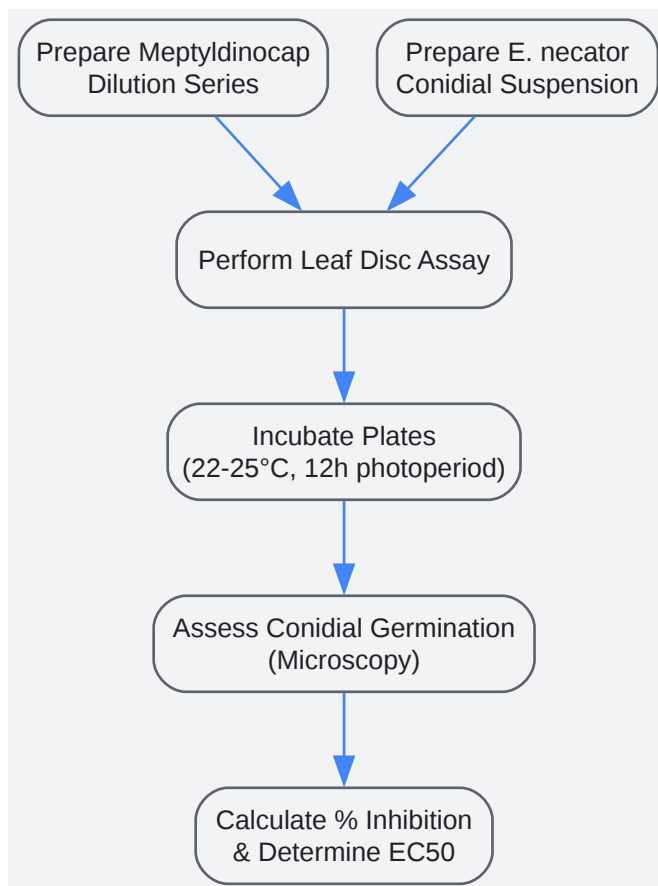 Prepare Meptyldinocap
Dilution Series
Prepare E. necator
Conidial Suspension
Perform Leaf Disc Assay
Incubate Plates
(22-25°C, 12h photoperiod)
Assess Conidial Germination
(Microscopy)
Calculate % Inhibition
& Determine EC50